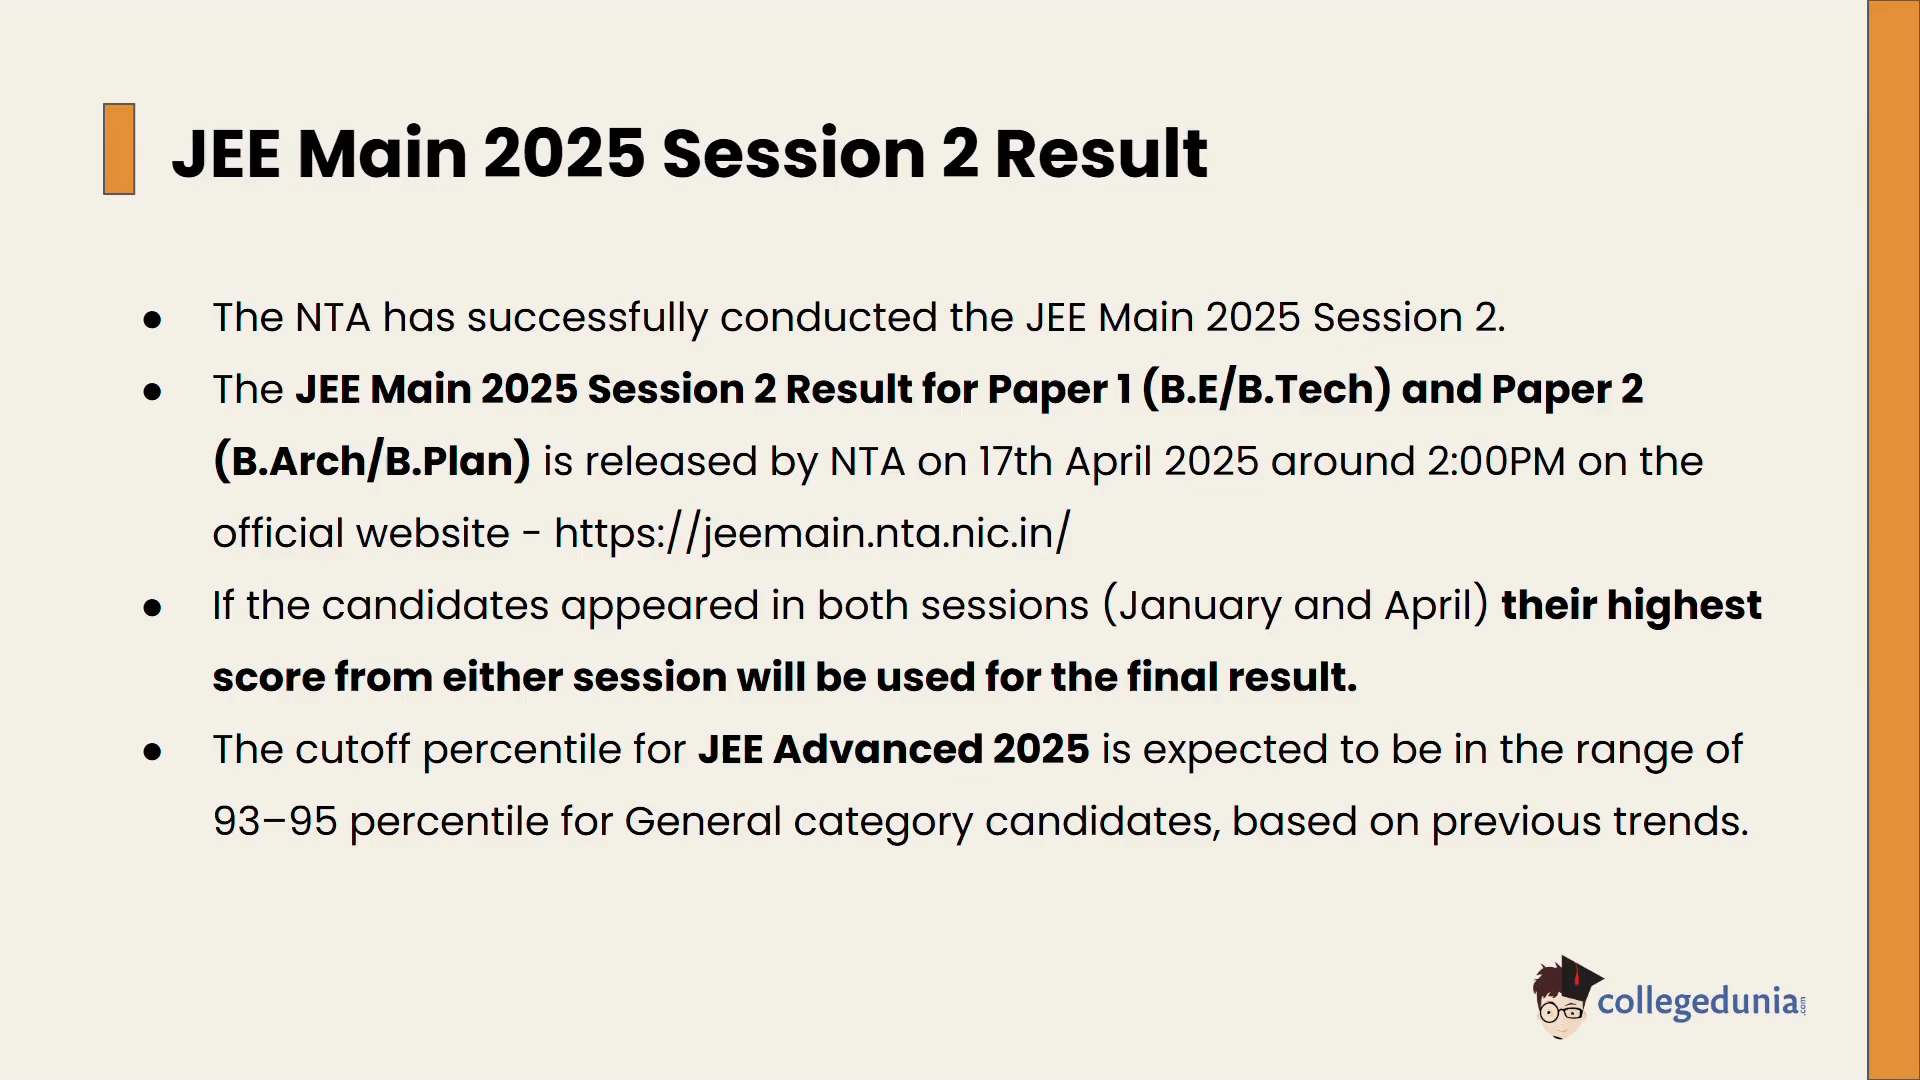 JEE Main 2025 Session 2 Result
● The NTA has successfully conducted the JEE Main 2025 Session 2.
● The JEE Main 2025 Session 2 Result for Paper 1 (B.E/B.Tech) and Paper 2
(B.Arch/B.Plan) is released by NTA on 17th April 2025 around 2:00PM on the
official website - https://jeemain.nta.nic.in/
● If the candidates appeared in both sessions (January and April) their highest
score from either session will be used for the final result.
● The cutoff percentile for JEE Advanced 2025 is expected to be in the range of
93–95 percentile for General category candidates, based on previous trends.
collegedunia.com